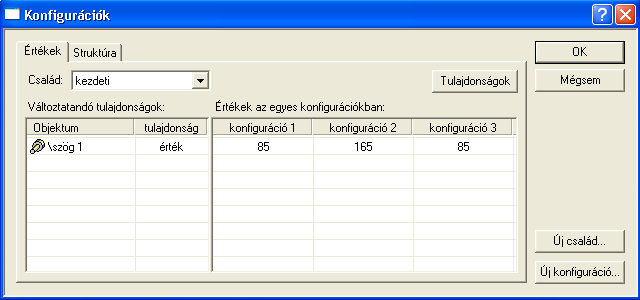 Konfigurációk
Értékek Struktúra
OK
Család: kezdeti Tulajdonságok Mégsem
Változtatandó tulajdonságok: Értékek az egyes konfigurációkban:
Objektum tulajdonság konfiguráció 1 konfiguráció 2 konfiguráció 3
\szög 1 érték 85 165 85
Új család...
Új konfiguráció...